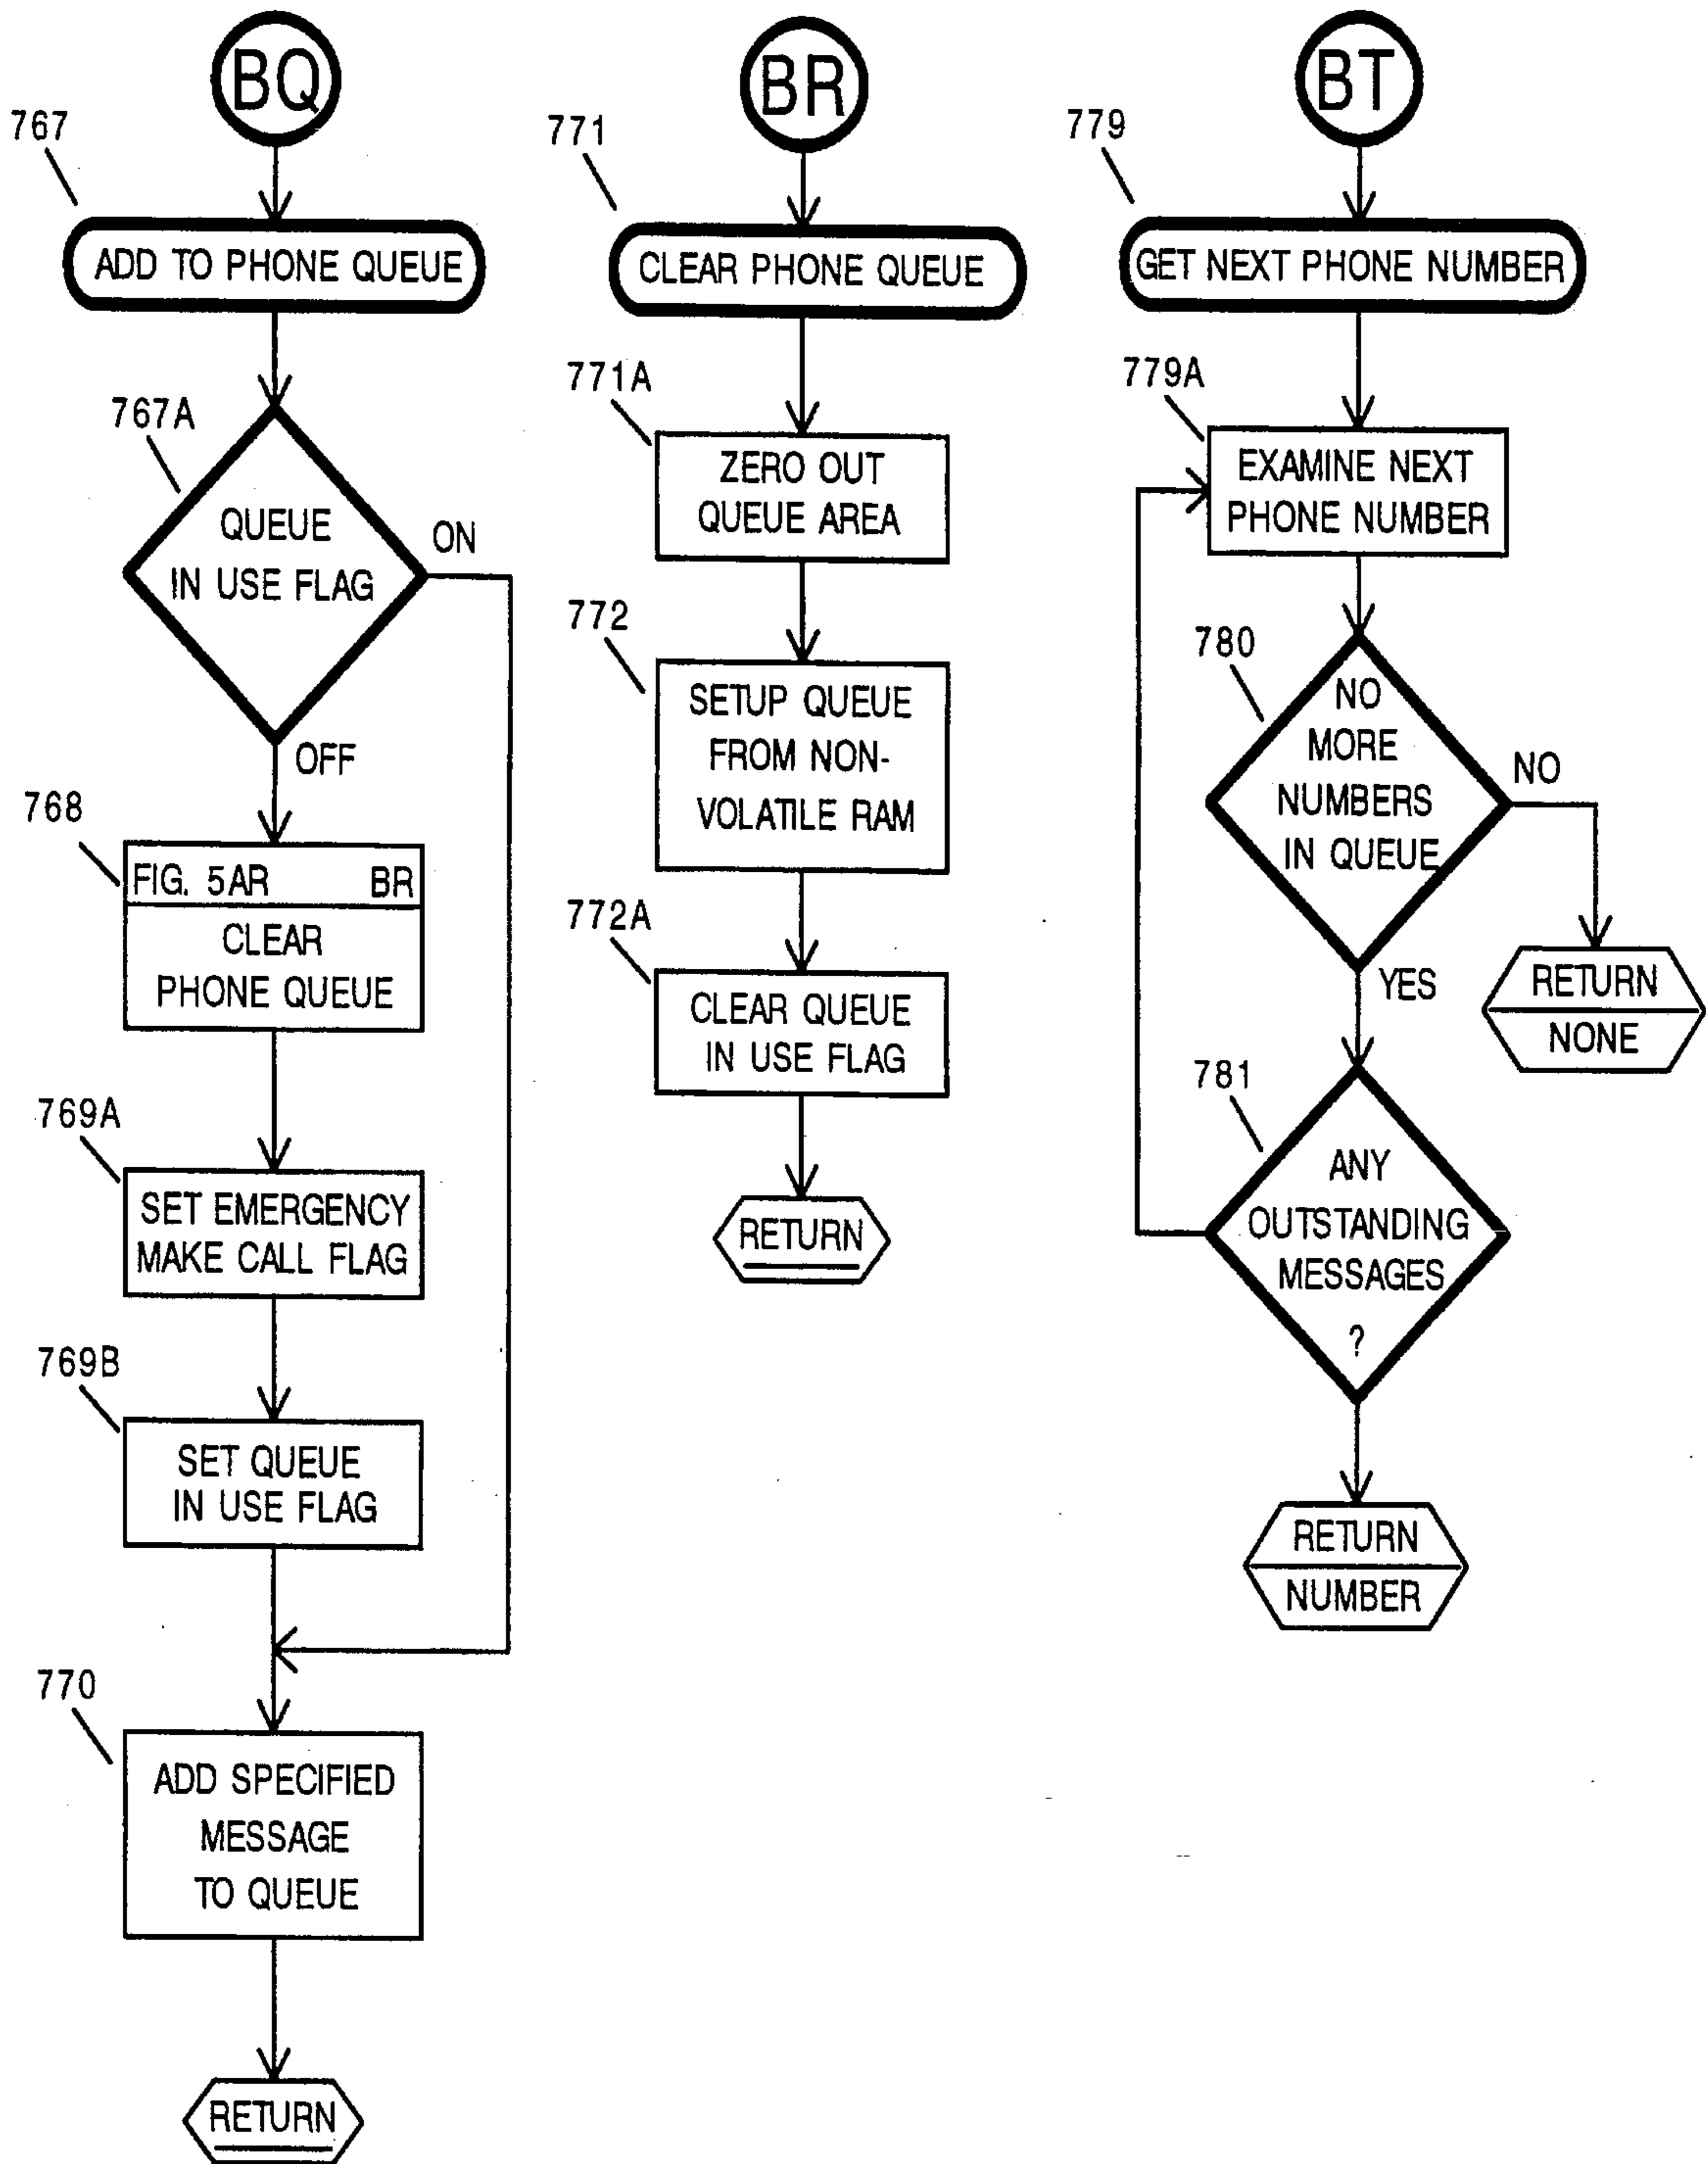 BQ
767
ADD TO PHONE QUEUE
767A
QUEUE
IN USE FLAG
ON
OFF
768
FIG. 5AR BR
CLEAR
PHONE QUEUE
769A
SET EMERGENCY
MAKE CALL FLAG
769B
SET QUEUE
IN USE FLAG
770
ADD SPECIFIED
MESSAGE
TO QUEUE
RETURN
BR
771
CLEAR PHONE QUEUE
771A
ZERO OUT
QUEUE AREA
772
SETUP QUEUE
FROM NON-
VOLATILE RAM
772A
CLEAR QUEUE
IN USE FLAG
RETURN
BT
779
GET NEXT PHONE NUMBER
779A
EXAMINE NEXT
PHONE NUMBER
780
NO
MORE
NUMBERS
IN QUEUE
NO
YES
RETURN
NONE
781
ANY
OUTSTANDING
MESSAGES
?
RETURN
NUMBER